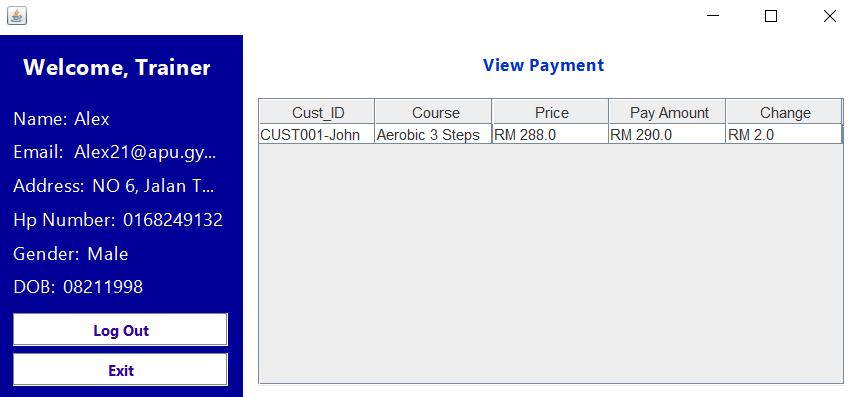 Welcome, Trainer
Name: Alex
Email: Alex21@apu.gy...
Address: NO 6, Jalan T...
Hp Number: 0168249132
Gender: Male
DOB: 08211998
Log Out
Exit
View Payment
Cust_ID Course Price Pay Amount Change
CUST001-John Aerobic 3 Steps RM 288.0 RM 290.0 RM 2.0